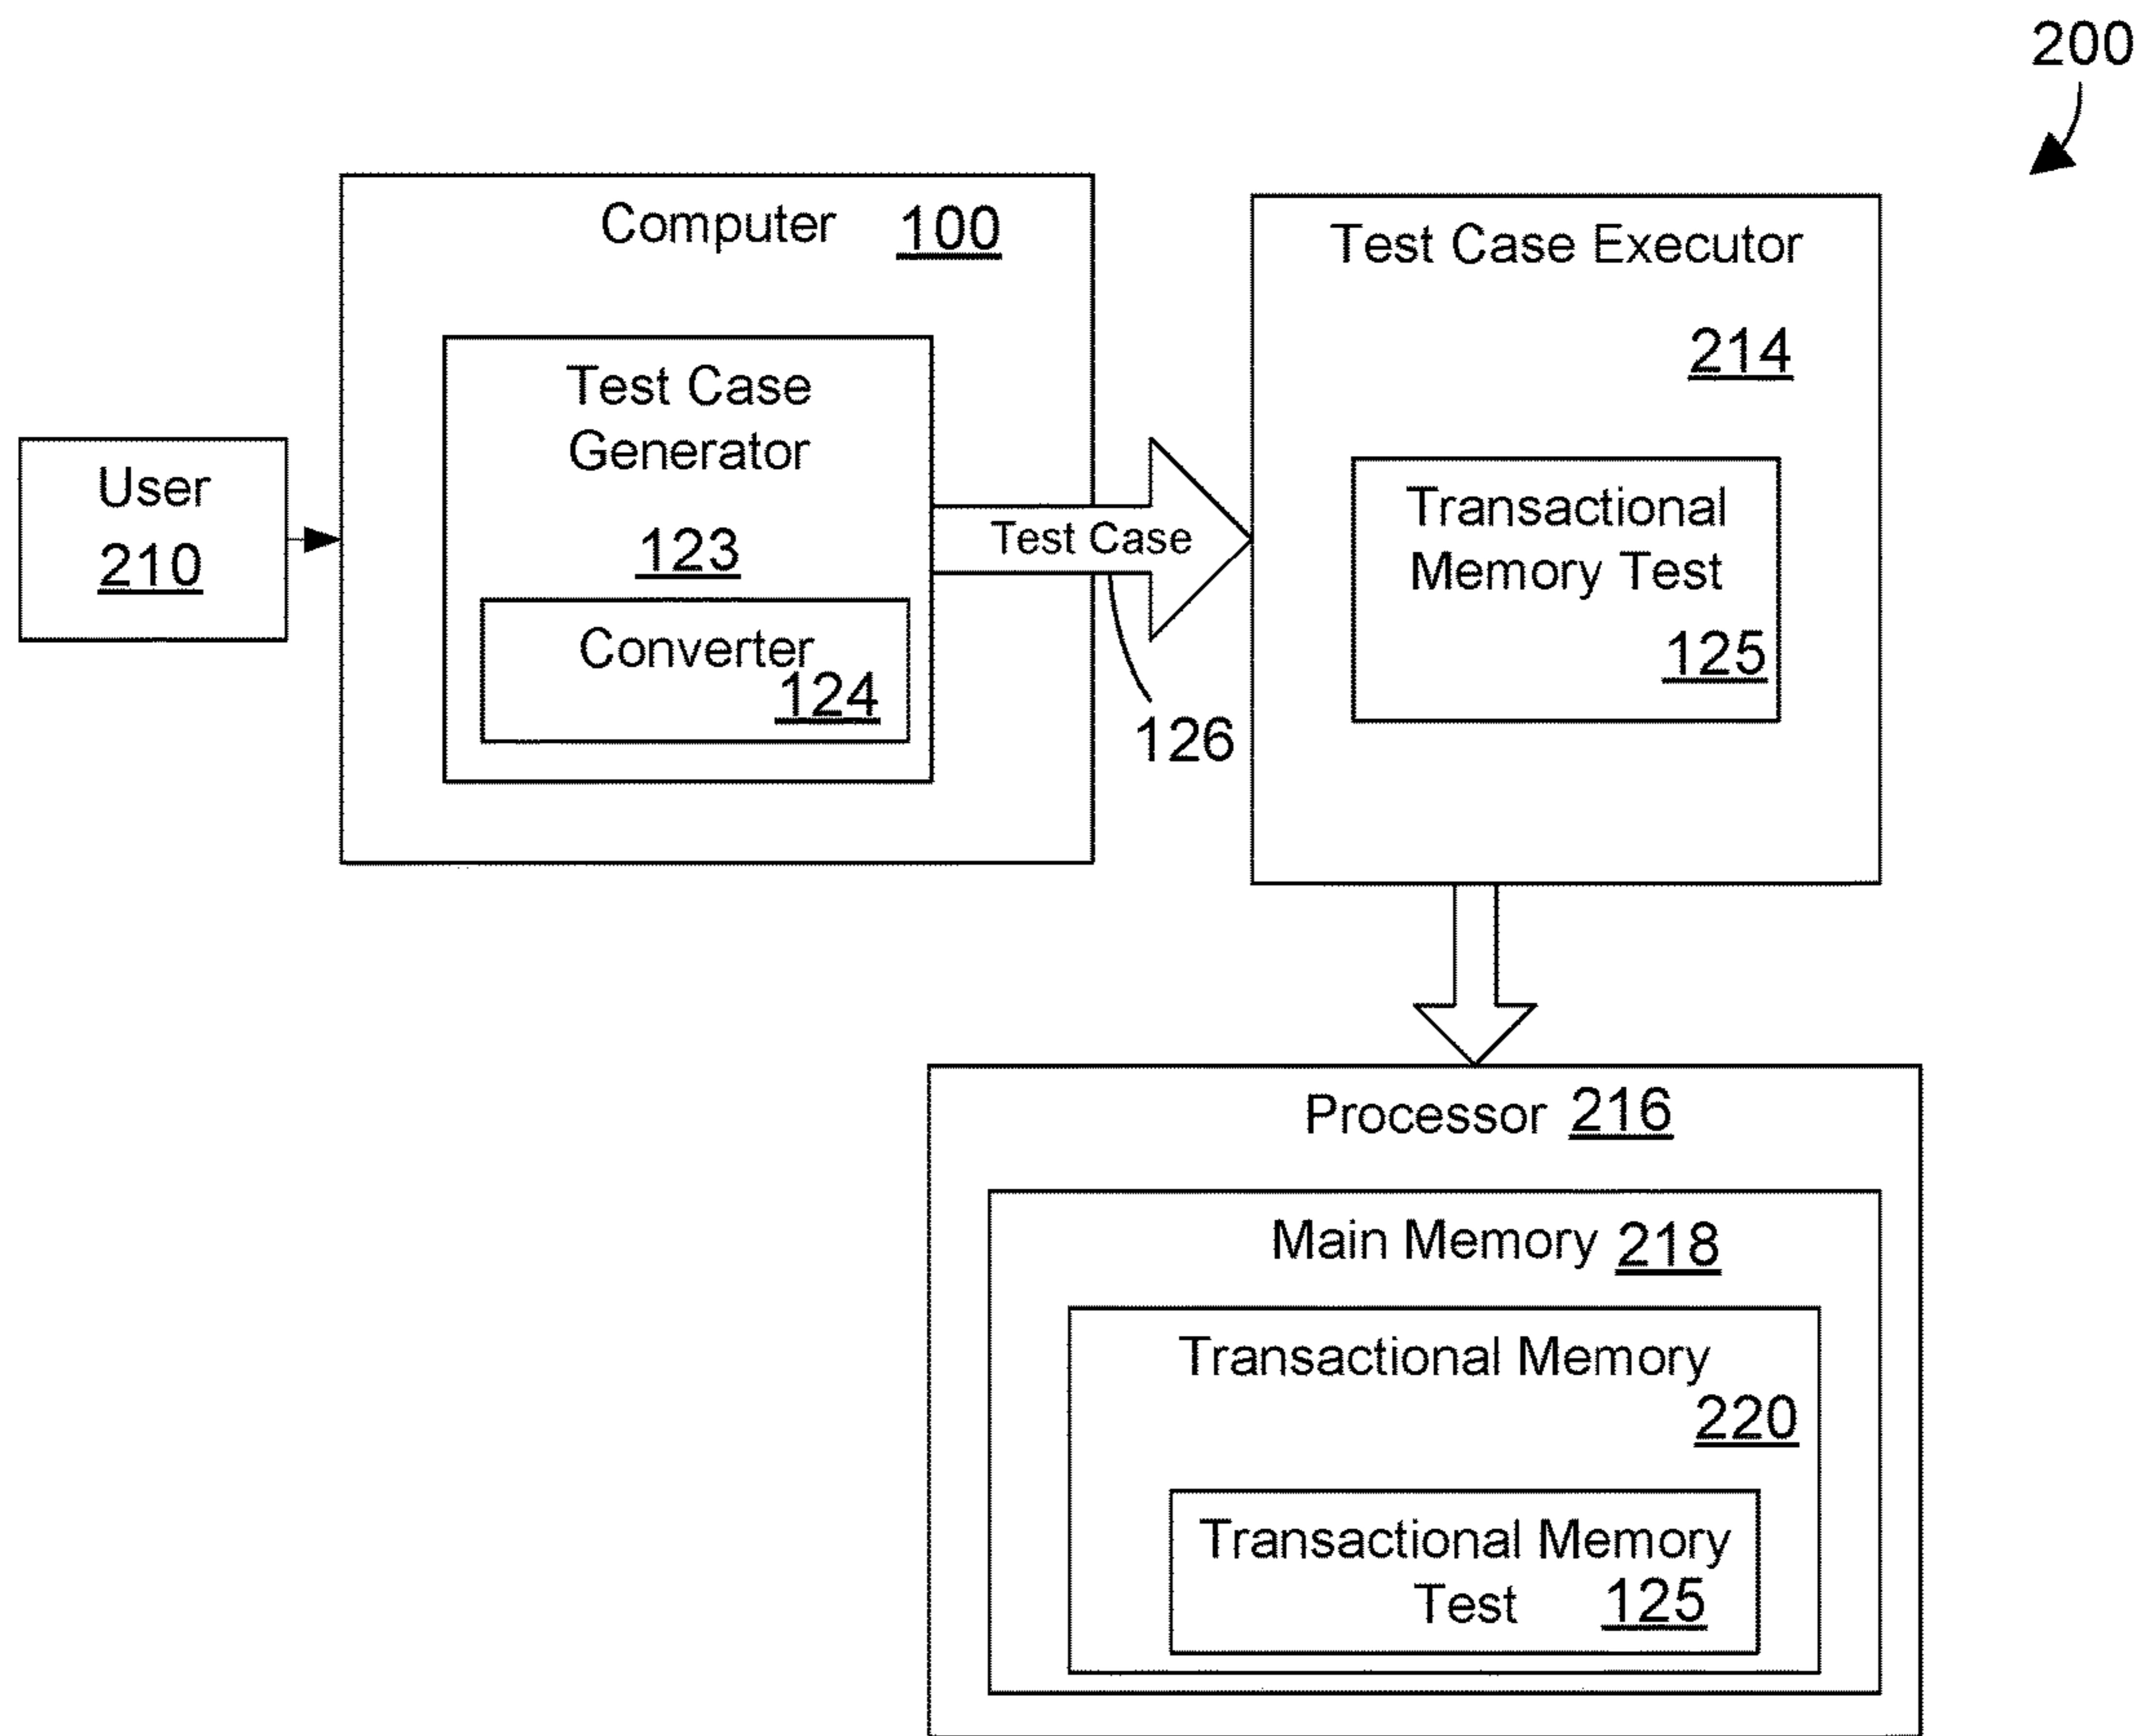 200
Computer 100
Test Case
Generator
123
Converter
124
User
210
Test Case
126
Test Case Executor
214
Transactional
Memory Test
125
Processor 216
Main Memory 218
Transactional Memory
220
Transactional Memory
Test 125